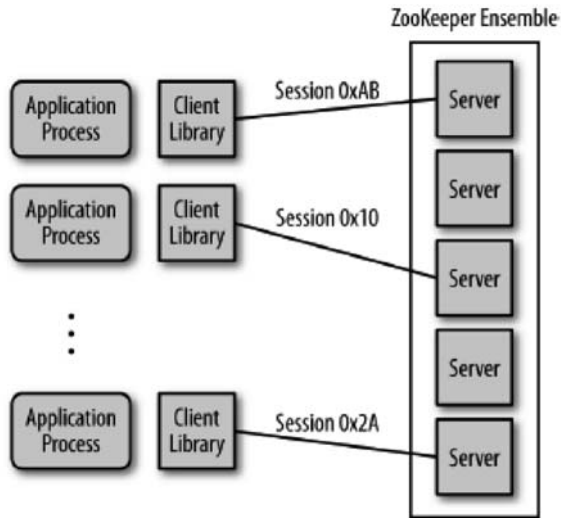 ZooKeeper Ensemble
Application
Process
Client
Library
Session 0xAB
Server
Server
Application
Process
Client
Library
Session 0x10
Server
Server
Application
Process
Client
Library
Session 0x2A
Server